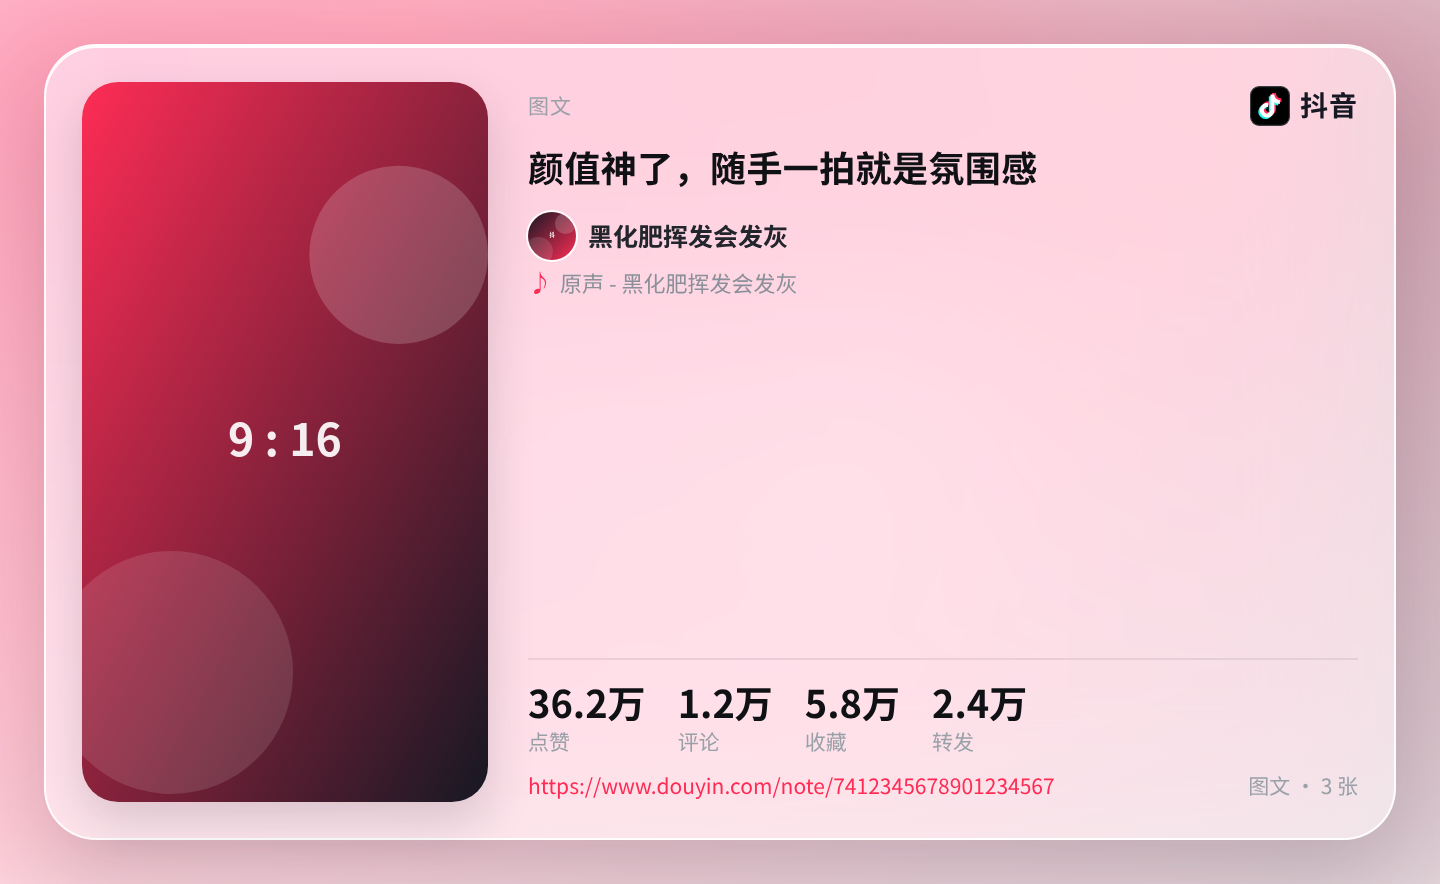 9:16
图文
抖音
颜值神了，随手一拍就是氛围感
抖
黑化肥挥发会发灰
原声 - 黑化肥挥发会发灰
36.2万 1.2万 5.8万 2.4万
点赞 评论 收藏 转发
https://www.douyin.com/note/7412345678901234567
图文 · 3 张